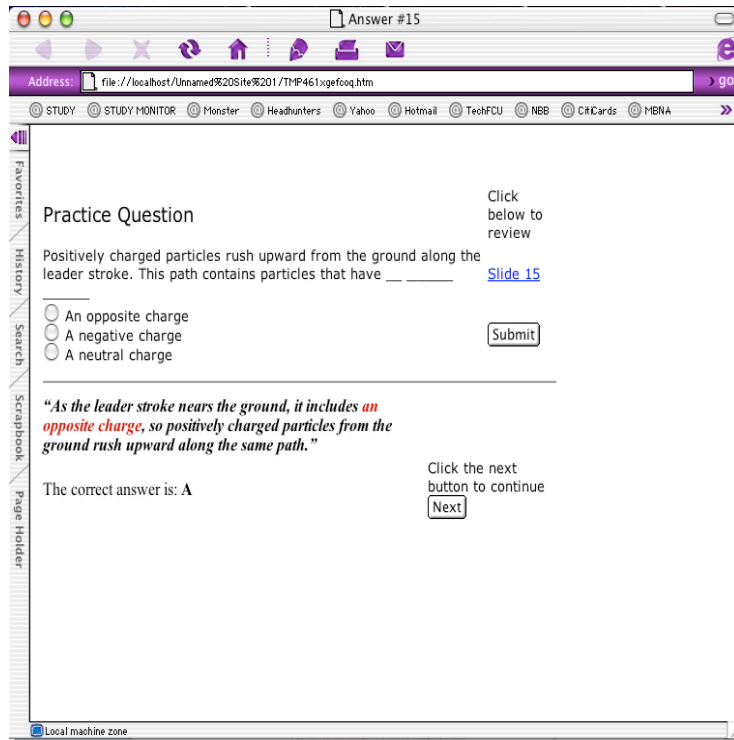 Answer #15
Address: file://localhost/Unnamed%20Site%201/TMP461xgefcoq.htm
go
@ STUDY @ STUDY MONITOR @ Monster @ Headhunters @ Yahoo @ Hotmail @ TechFCU @ NBB @ CitiCards @ MBNA »
Favorites
History
Search
Scrapbook
Page Holder
Practice Question
Click
below to
review
Positively charged particles rush upward from the ground along the
leader stroke. This path contains particles that have __ ______
______
Slide 15
An opposite charge
A negative charge
A neutral charge
Submit
“As the leader stroke nears the ground, it includes an
opposite charge, so positively charged particles from the
ground rush upward along the same path.”
The correct answer is: A
Click the next
button to continue
Next
Local machine zone